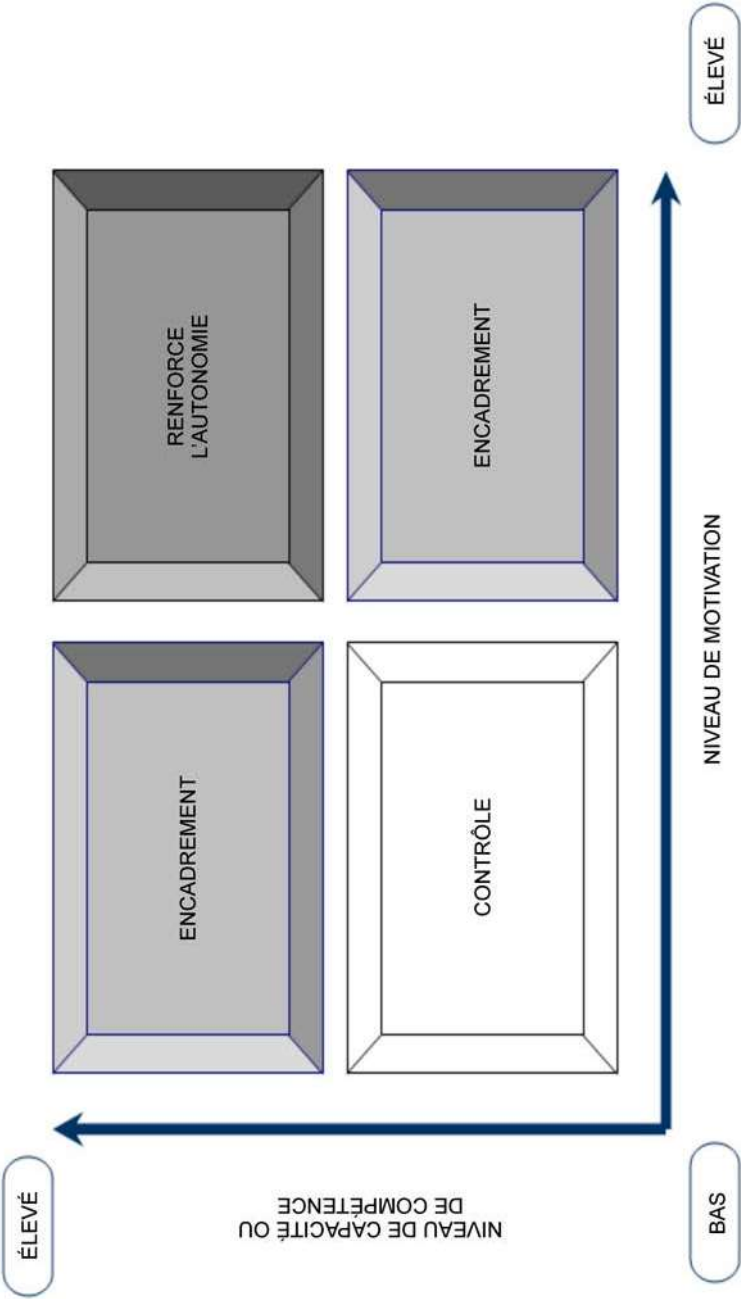 ÉLEVÉ
NIVEAU DE CAPACITÉ OU
DE COMPÉTENCE
ENCADREMENT
RENFORCE
L'AUTONOMIE
CONTRÔLE
ENCADREMENT
BAS
NIVEAU DE MOTIVATION
ÉLEVÉ